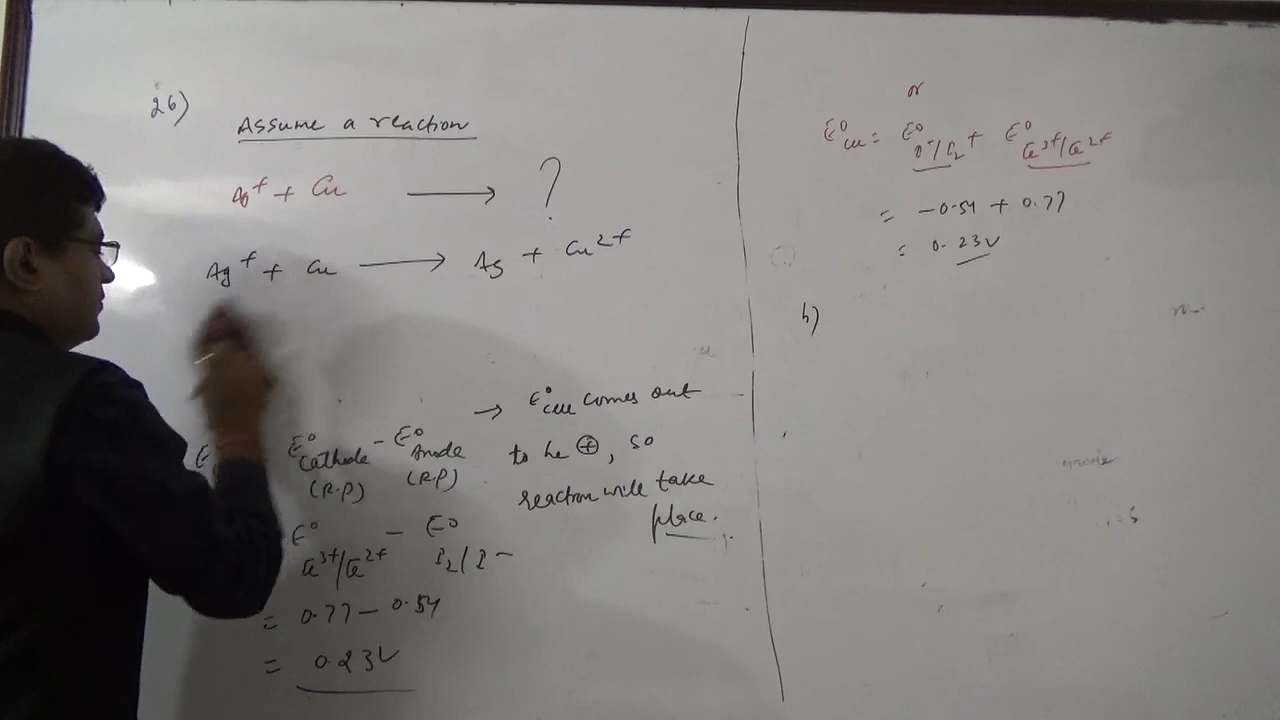 26)
Assume a reaction
Ag+ + Cu ⟶ ?
Ag+ + Cu ⟶ Ag + Cu2+
→ E°cell comes out
E°Cathode - E°Anode to be ⊕, so
(R.P) (R.P) reaction will take
place.
E° Fe3+/Fe2+ - E° I2/I-
= 0.77 - 0.54
= 0.23V
or
E°cell = E° I-/I2 + E° Fe3+/Fe2+
= -0.54 + 0.77
= 0.23V
b)